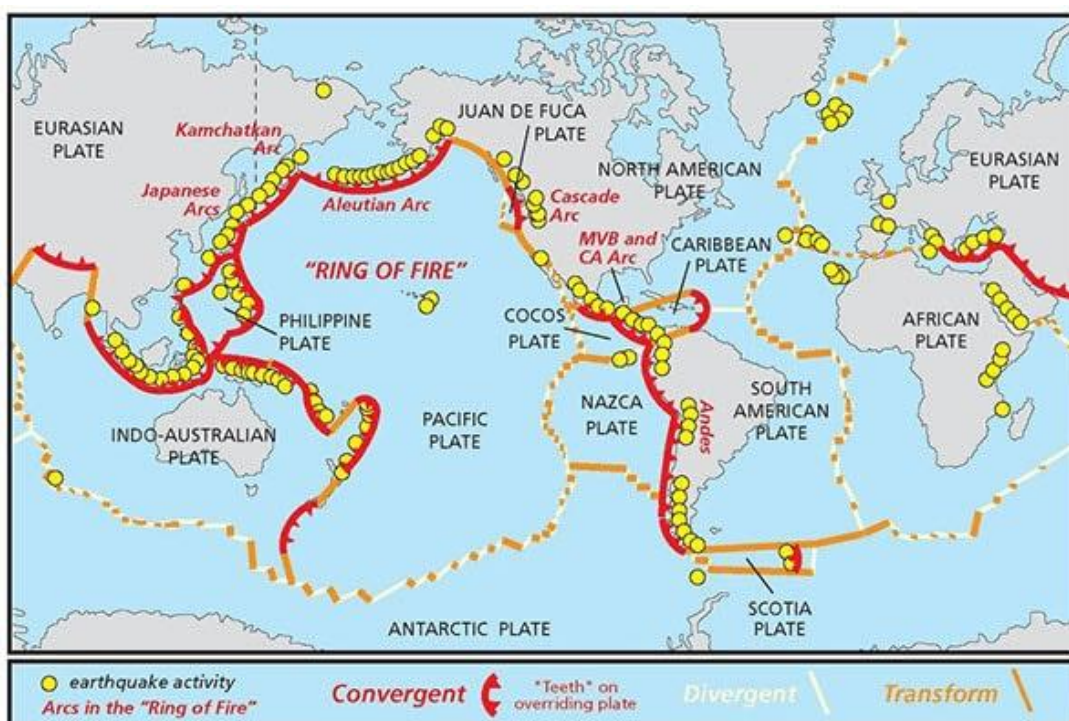 EURASIAN
PLATE
Kamchatkan
Arc
Japanese
Arcs
Aleutian Arc
JUAN DE FUCA
PLATE
NORTH AMERICAN
PLATE
Cascade
Arc
MVB and
CA Arc
CARIBBEAN
PLATE
EURASIAN
PLATE
"RING OF FIRE"
PHILIPPINE
PLATE
COCOS
PLATE
AFRICAN
PLATE
INDO-AUSTRALIAN
PLATE
PACIFIC
PLATE
NAZCA
PLATE
Andes
SOUTH
AMERICAN
PLATE
SCOTIA
PLATE
ANTARCTIC PLATE
earthquake activity
Arcs in the "Ring of Fire"
Convergent
"Teeth" on
overriding plate
Divergent
Transform